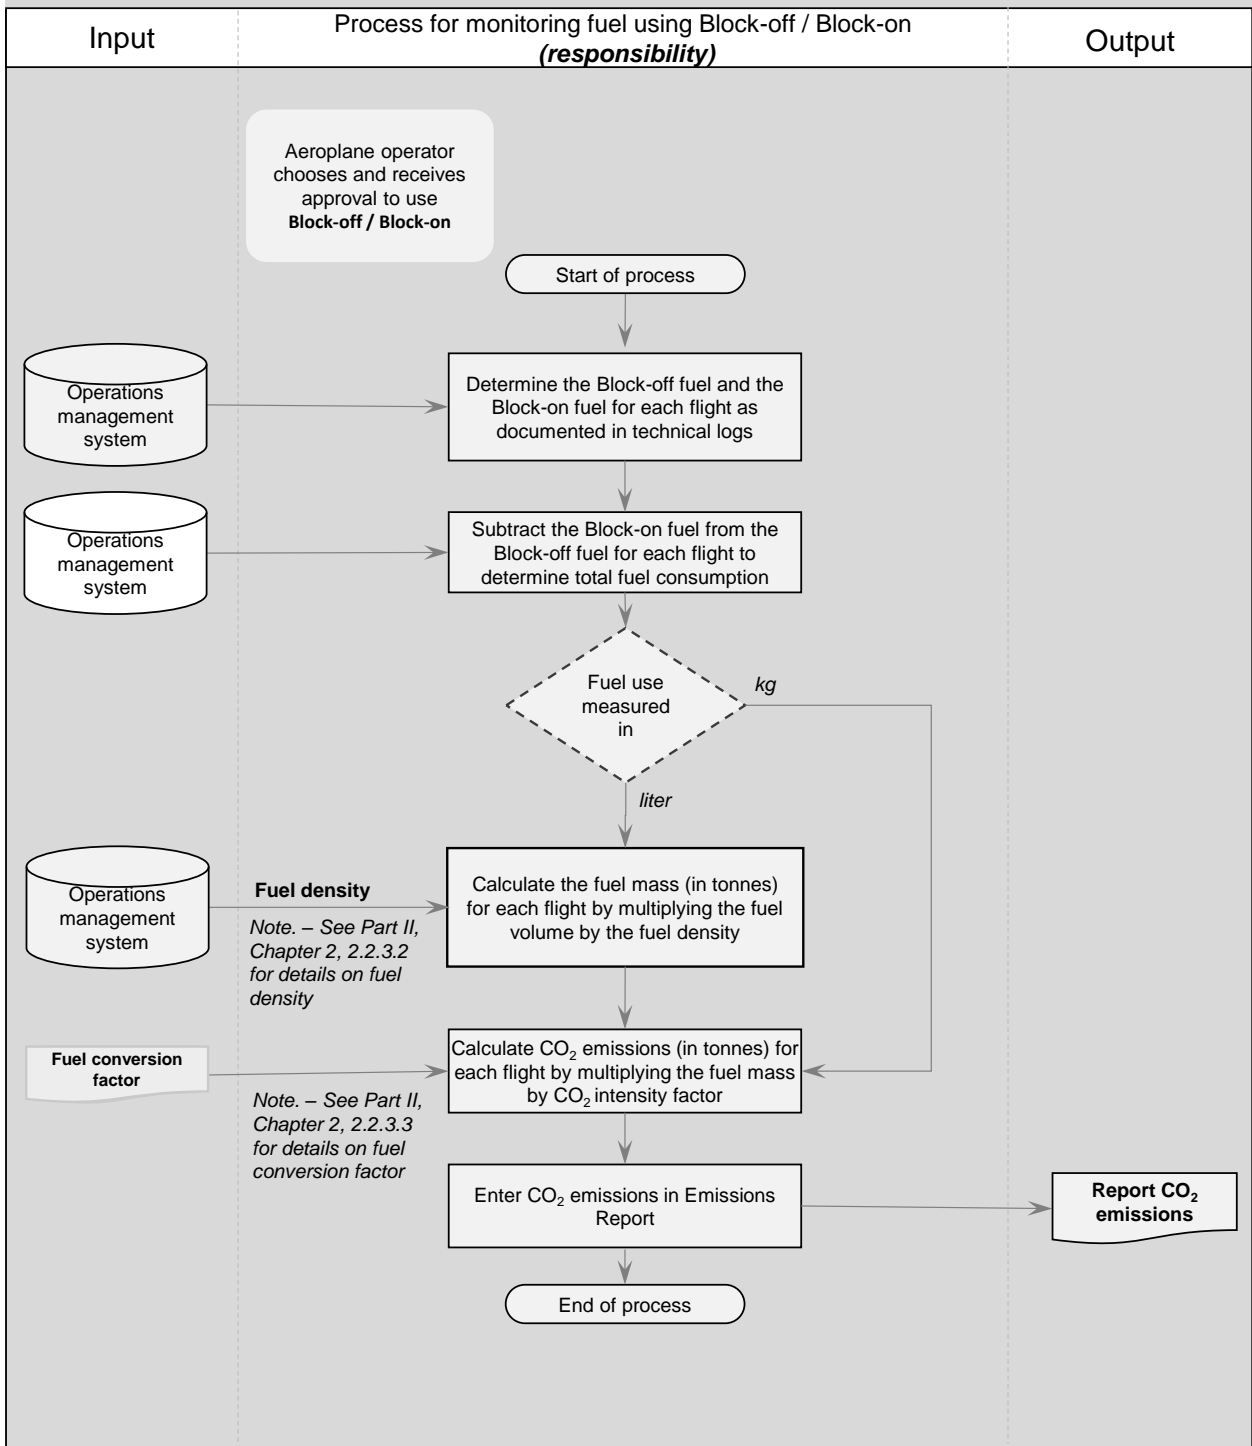 Input
Process for monitoring fuel using Block-off / Block-on
(responsibility)
Output
Aeroplane operator
chooses and receives
approval to use
Block-off / Block-on
Start of process
Operations
management
system
Determine the Block-off fuel and the
Block-on fuel for each flight as
documented in technical logs
Operations
management
system
Subtract the Block-on fuel from the
Block-off fuel for each flight to
determine total fuel consumption
Fuel use
measured
in
kg
liter
Operations
management
system
Fuel density
Note. – See Part II,
Chapter 2, 2.2.3.2
for details on fuel
density
Calculate the fuel mass (in tonnes)
for each flight by multiplying the fuel
volume by the fuel density
Fuel conversion
factor
Note. – See Part II,
Chapter 2, 2.2.3.3
for details on fuel
conversion factor
Calculate CO₂ emissions (in tonnes) for
each flight by multiplying the fuel mass
by CO₂ intensity factor
Enter CO₂ emissions in Emissions
Report
Report CO₂
emissions
End of process